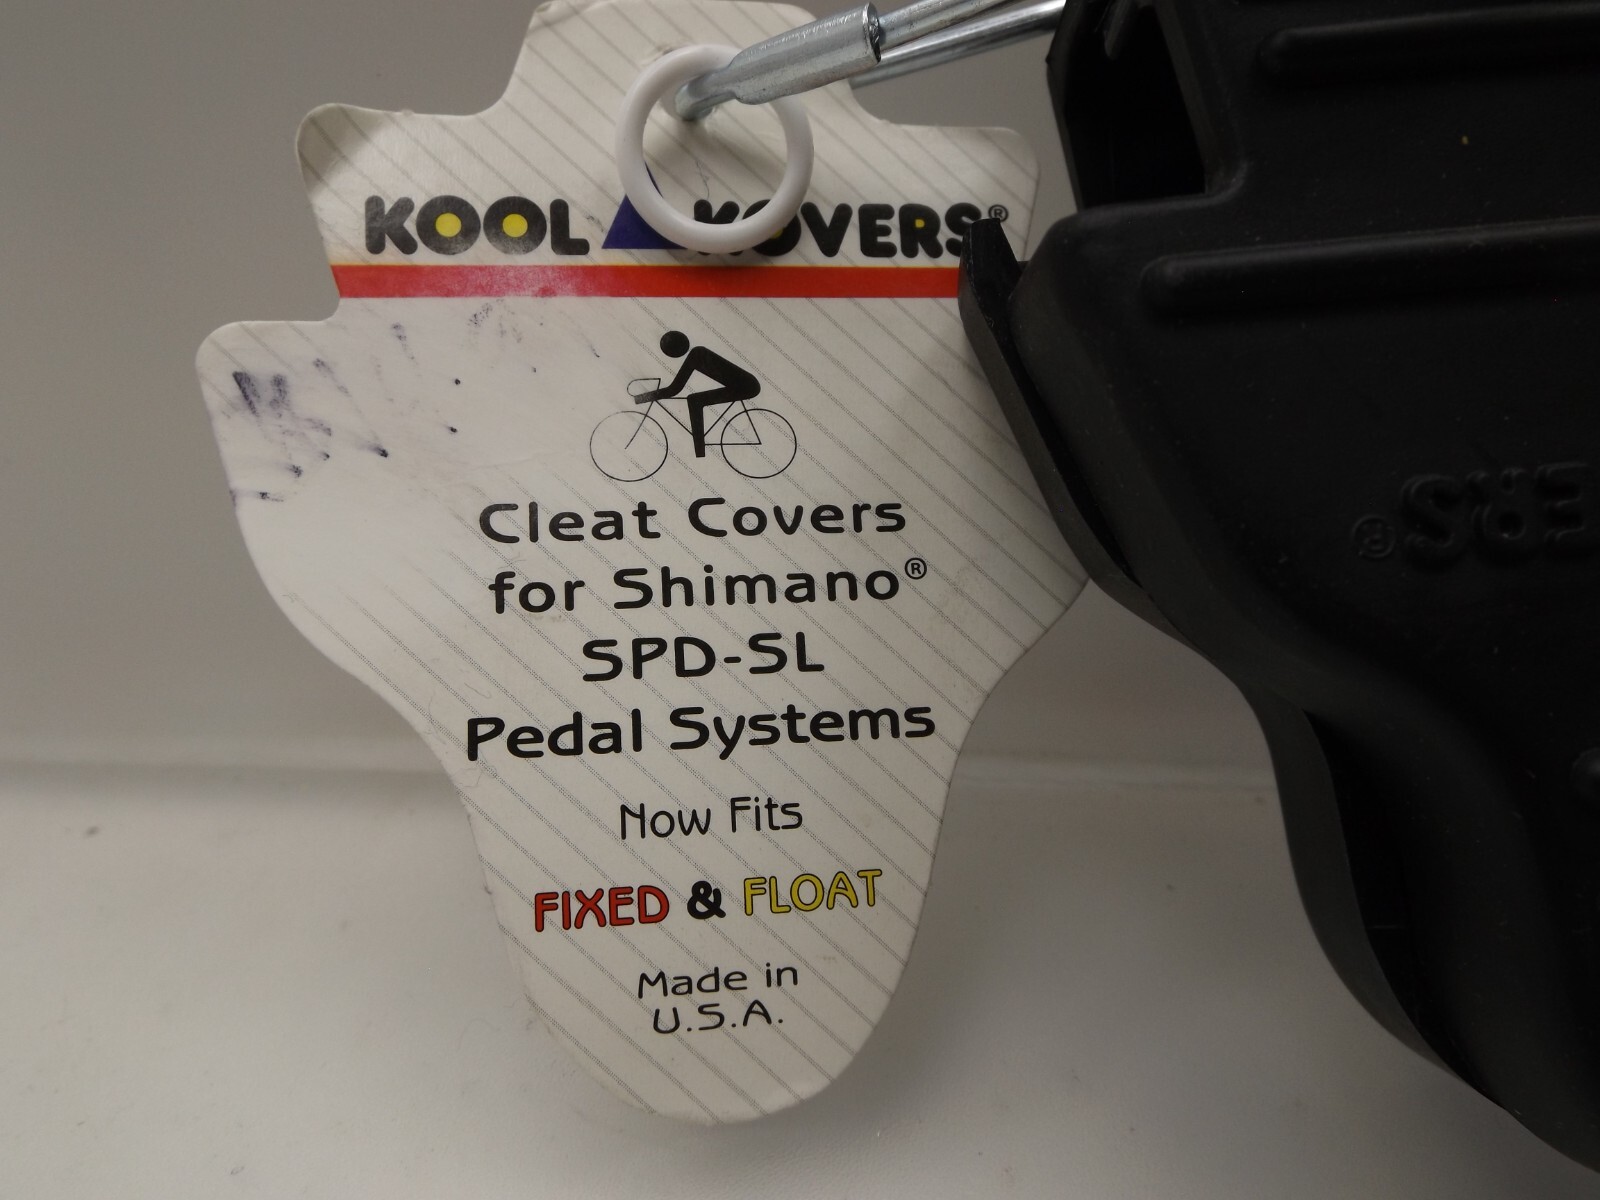 KOOL KOVERS®
Cleat Covers
for Shimano®
SPD-SL
Pedal Systems
Now Fits
FIXED & FLOAT
Made in
U.S.A.